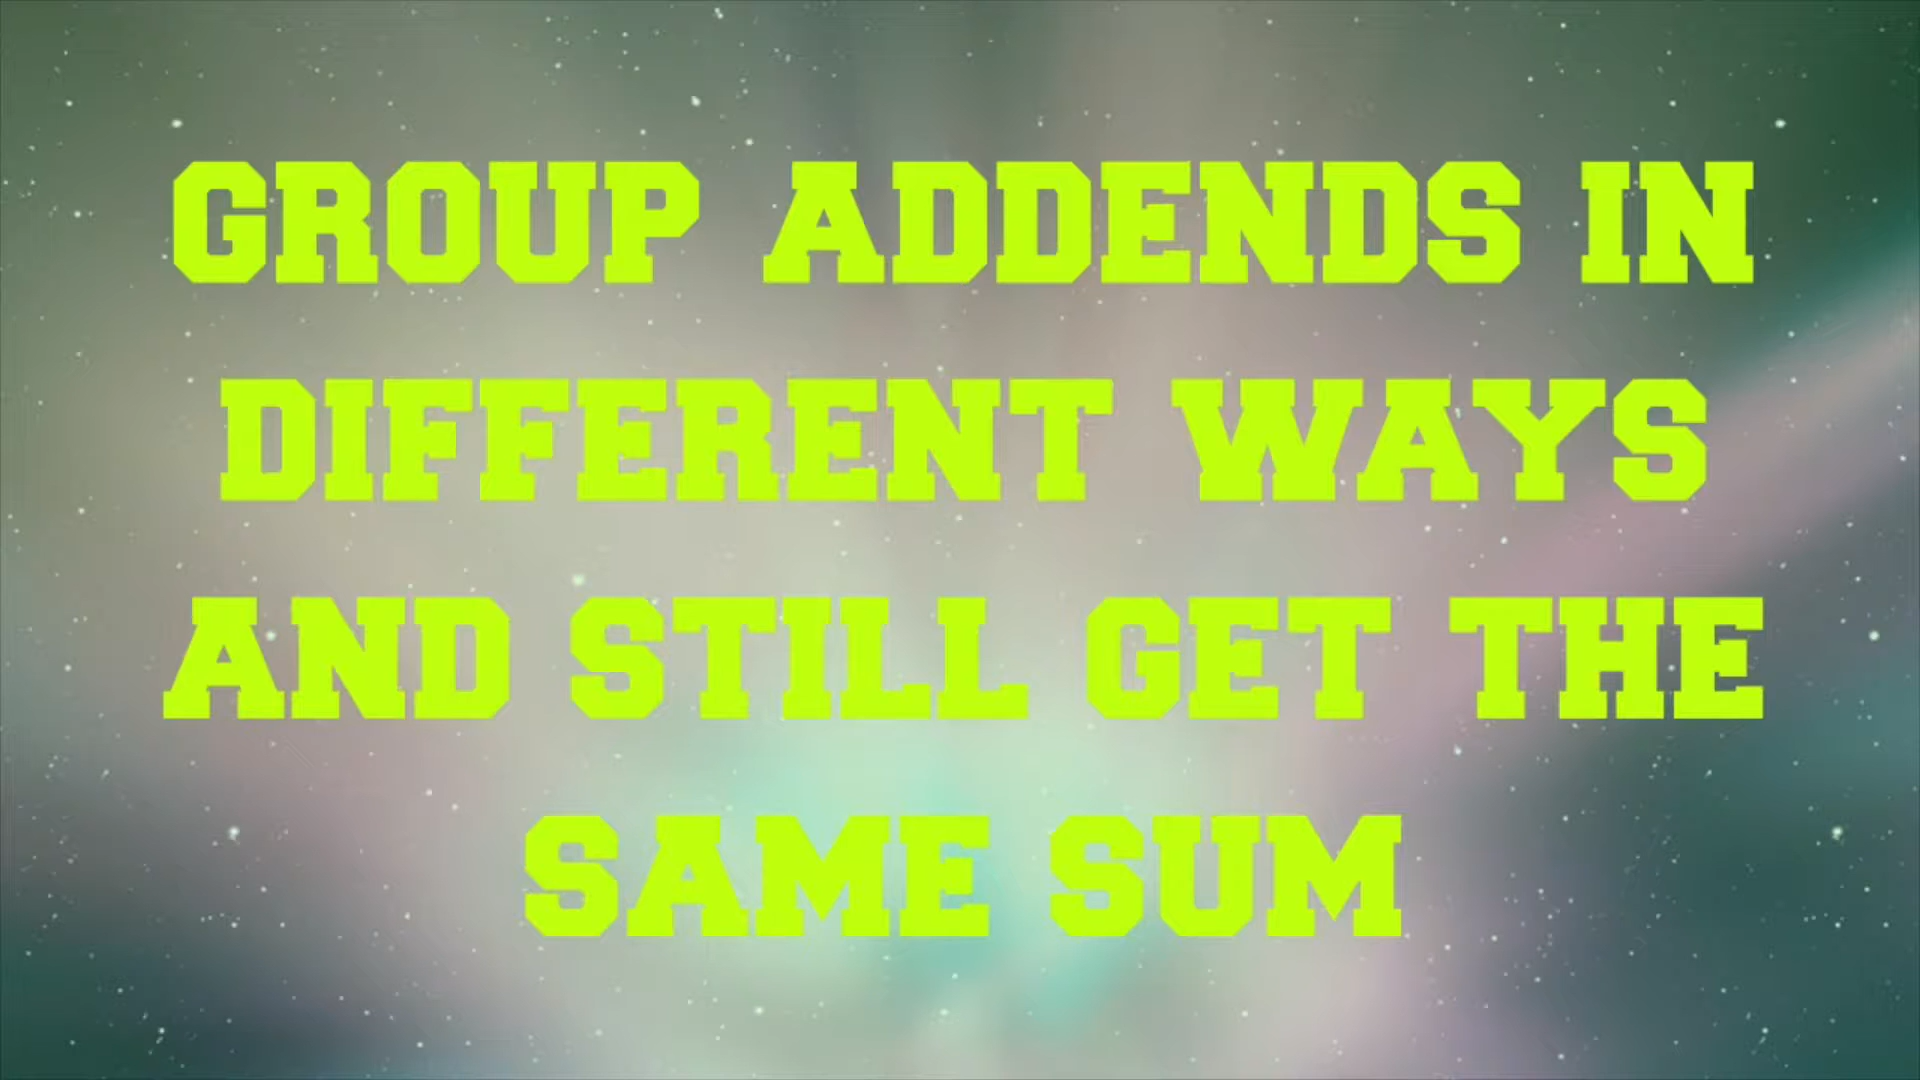 GROUP ADDENDS IN
DIFFERENT WAYS
AND STILL GET THE
SAME SUM